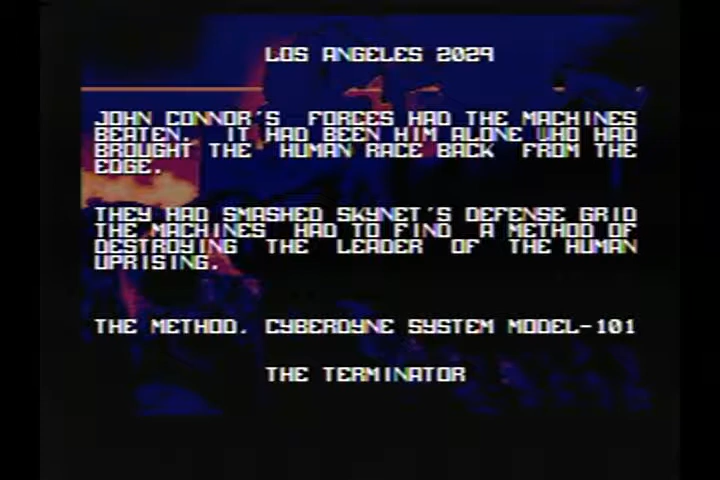 LOS ANGELES 2029
JOHN CONNOR'S FORCES HAD THE MACHINES
BEATEN. IT HAD BEEN HIM ALONE WHO HAD
BROUGHT THE HUMAN RACE BACK FROM THE
EDGE.
THEY HAD SMASHED SKYNET'S DEFENSE GRID
THE MACHINES HAD TO FIND A METHOD OF
DESTROYING THE LEADER OF THE HUMAN
UPRISING.
THE METHOD. CYBERDYNE SYSTEM MODEL-101
THE TERMINATOR